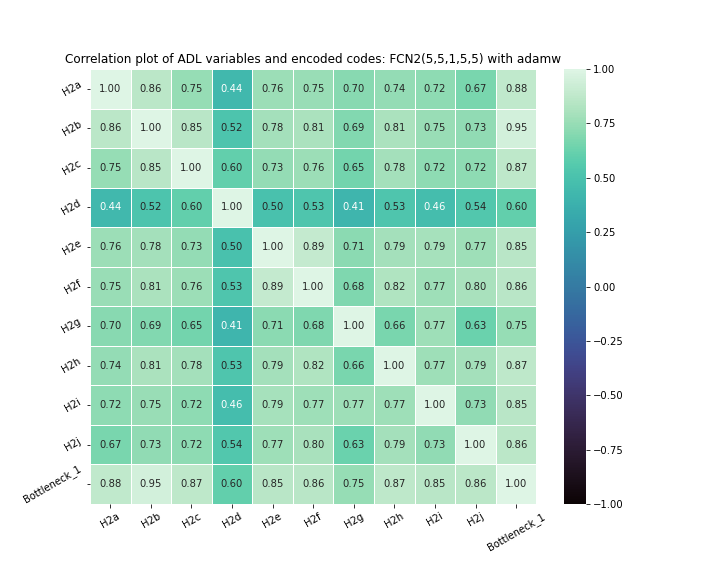 Correlation plot of ADL variables and encoded codes: FCN2(5,5,1,5,5) with adamw
H2a 1.00 0.86 0.75 0.44 0.76 0.75 0.70 0.74 0.72 0.67 0.88
H2b 0.86 1.00 0.85 0.52 0.78 0.81 0.69 0.81 0.75 0.73 0.95
H2c 0.75 0.85 1.00 0.60 0.73 0.76 0.65 0.78 0.72 0.72 0.87
H2d 0.44 0.52 0.60 1.00 0.50 0.53 0.41 0.53 0.46 0.54 0.60
H2e 0.76 0.78 0.73 0.50 1.00 0.89 0.71 0.79 0.79 0.77 0.85
H2f 0.75 0.81 0.76 0.53 0.89 1.00 0.68 0.82 0.77 0.80 0.86
H2g 0.70 0.69 0.65 0.41 0.71 0.68 1.00 0.66 0.77 0.63 0.75
H2h 0.74 0.81 0.78 0.53 0.79 0.82 0.66 1.00 0.77 0.79 0.87
H2i 0.72 0.75 0.72 0.46 0.79 0.77 0.77 0.77 1.00 0.73 0.85
H2j 0.67 0.73 0.72 0.54 0.77 0.80 0.63 0.79 0.73 1.00 0.86
Bottleneck_1 0.88 0.95 0.87 0.60 0.85 0.86 0.75 0.87 0.85 0.86 1.00
H2a H2b H2c H2d H2e H2f H2g H2h H2i H2j Bottleneck_1
1.00
0.75
0.50
0.25
0.00
−0.25
−0.50
−0.75
−1.00